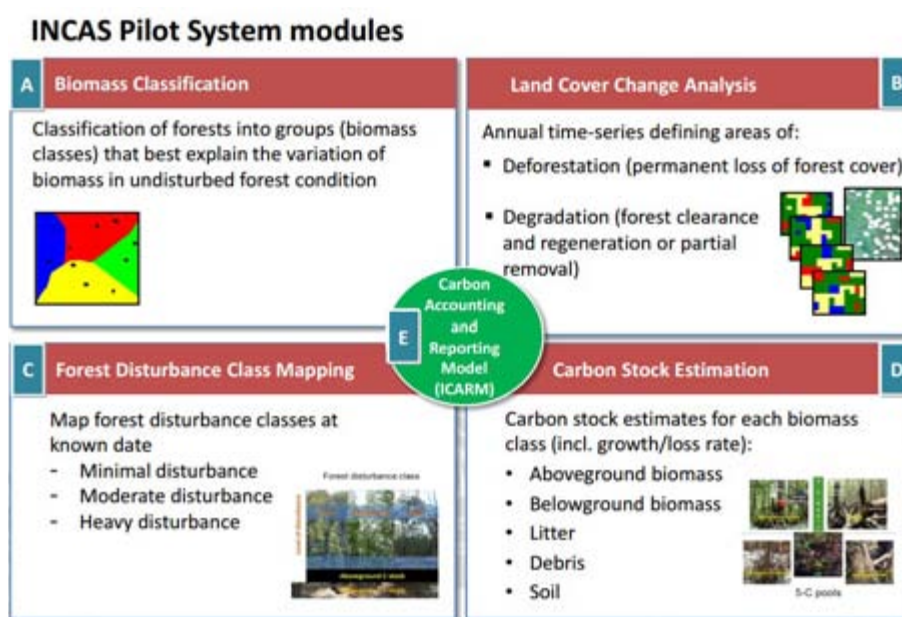 INCAS Pilot System modules
A
Biomass Classification
Classification of forests into groups (biomass
classes) that best explain the variation of
biomass in undisturbed forest condition
Land Cover Change Analysis
B
Annual time-series defining areas of:
▪ Deforestation (permanent loss of forest cover)
▪ Degradation (forest clearance
and regeneration or partial
removal)
E
Carbon
Accounting
and
Reporting
Model
(ICARM)
C
Forest Disturbance Class Mapping
Map forest disturbance classes at
known date
- Minimal disturbance
- Moderate disturbance
- Heavy disturbance
Forest disturbance class
Aboveground C stock
Carbon Stock Estimation
D
Carbon stock estimates for each biomass
class (incl. growth/loss rate):
• Aboveground biomass
• Belowground biomass
• Litter
• Debris
• Soil
5-C pools